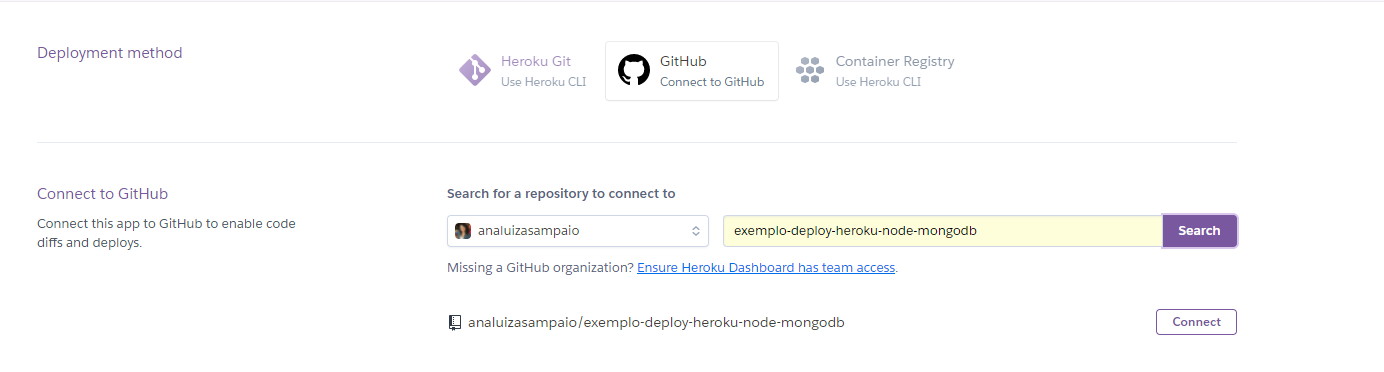 Deployment method
Heroku Git
Use Heroku CLI
GitHub
Connect to GitHub
Container Registry
Use Heroku CLI
Connect to GitHub
Connect this app to GitHub to enable code
diffs and deploys.
Search for a repository to connect to
analuizasampaio
exemplo-deploy-heroku-node-mongodb
Search
Missing a GitHub organization? Ensure Heroku Dashboard has team access.
analuizasampaio/exemplo-deploy-heroku-node-mongodb
Connect